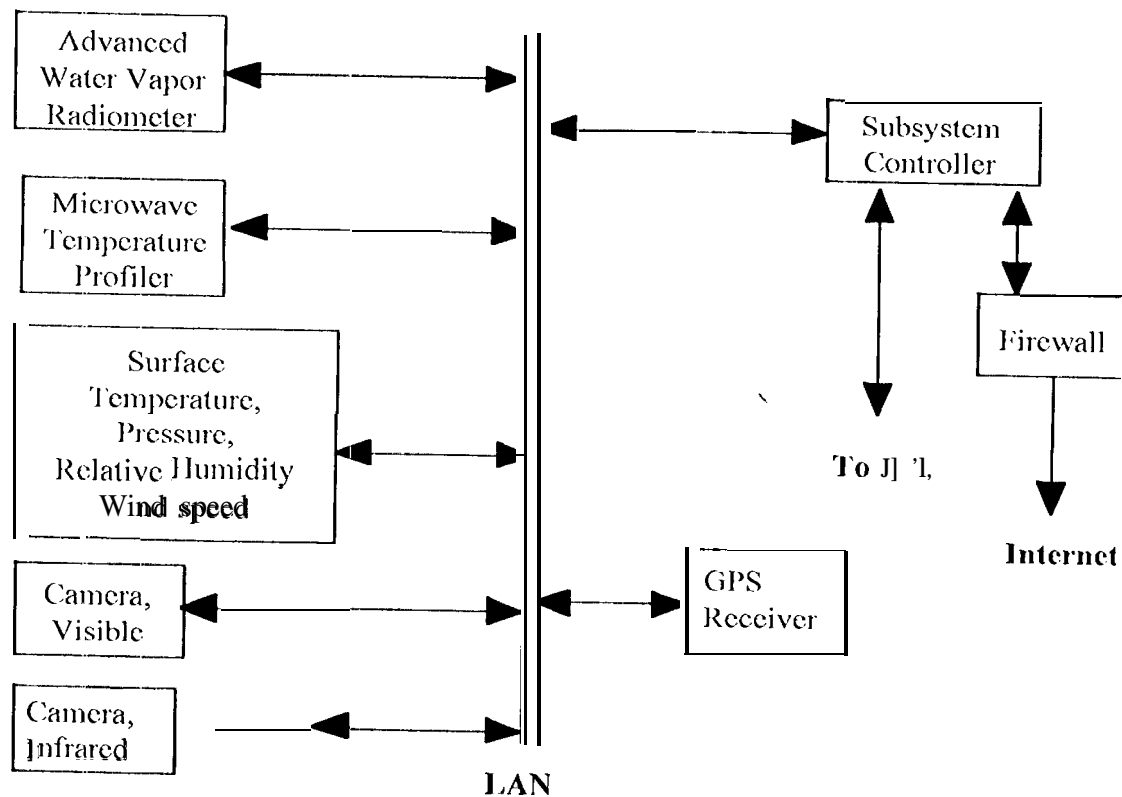 Advanced
Water Vapor
Radiometer
Subsystem
Controller
Microwave
Temperature
Profiler
Firewall
Surface
Temperature,
Pressure,
Relative Humidity
Wind speed
To
Internet
GPS
Receiver
Camera,
Visible
Camera,
Infrared
LAN